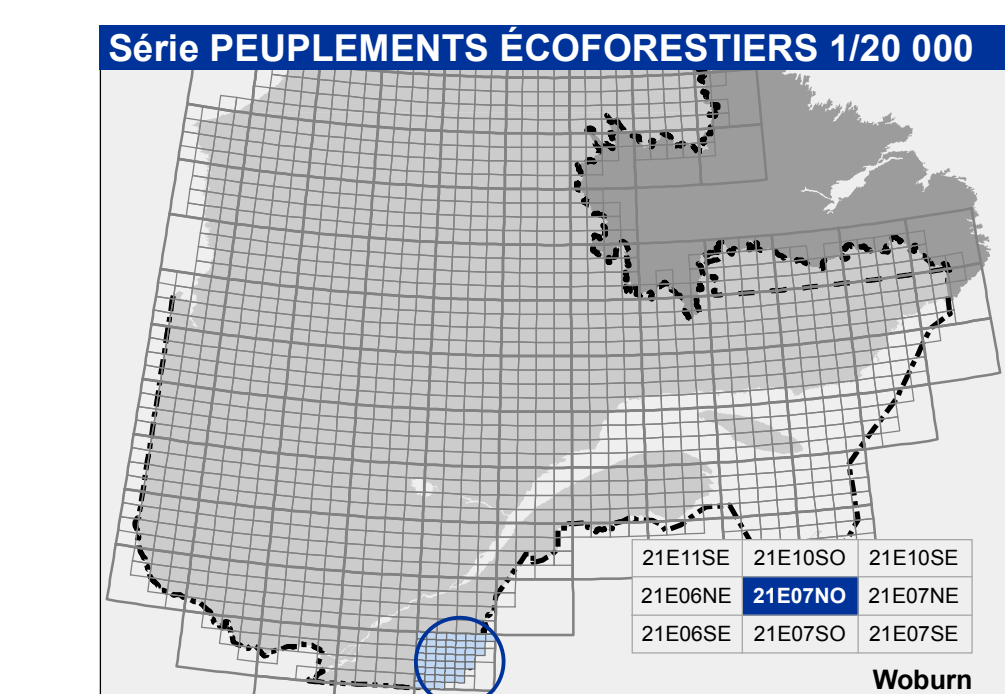 Série PEUPLEMENTS ÉCOFORESTIERS 1/20 000
21E11SE 21E10SO 21E10SE
21E06NE 21E07NO 21E07NE
21E06SE 21E07SO 21E07SE
Woburn